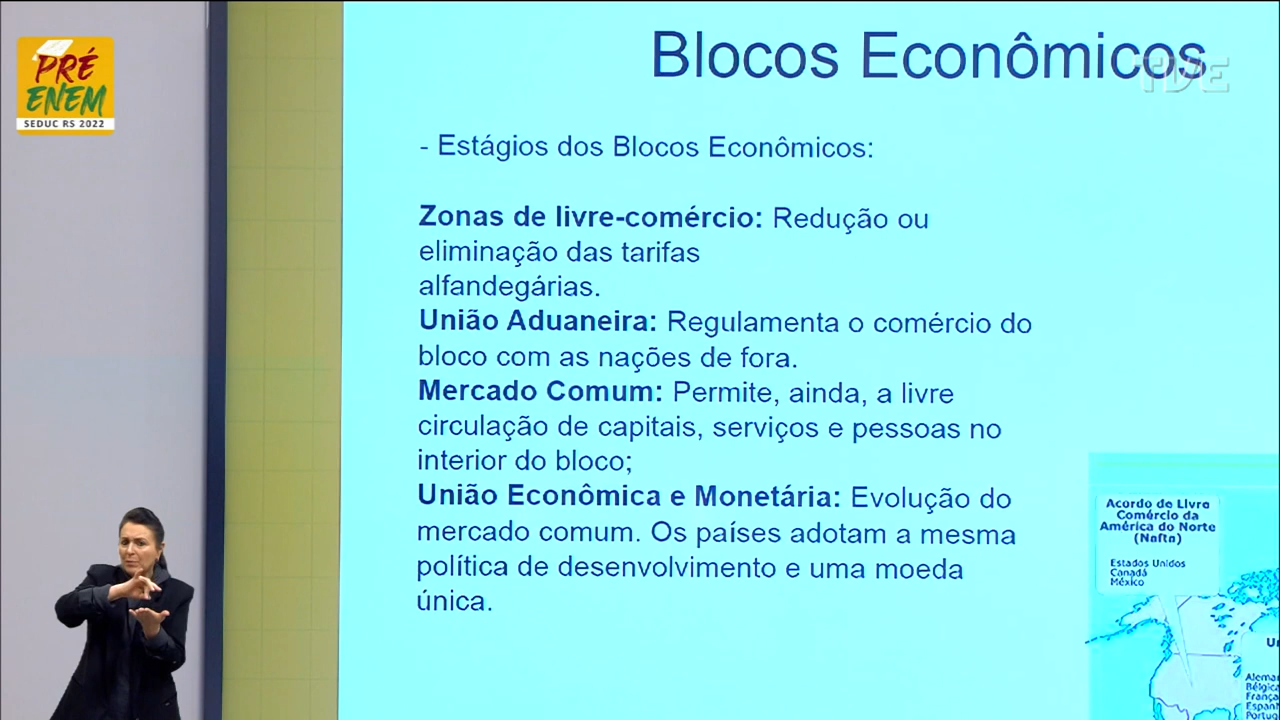 PRÉ
ENEM
SEDUC RS 2022
Blocos Econômicos
TVE
- Estágios dos Blocos Econômicos:
Zonas de livre-comércio: Redução ou
eliminação das tarifas
alfandegárias.
União Aduaneira: Regulamenta o comércio do
bloco com as nações de fora.
Mercado Comum: Permite, ainda, a livre
circulação de capitais, serviços e pessoas no
interior do bloco;
União Econômica e Monetária: Evolução do
mercado comum. Os países adotam a mesma
política de desenvolvimento e uma moeda
única.
Acordo de Livre
Comércio da
América do Norte
(Nafta)
Estados Unidos
Canadá
México